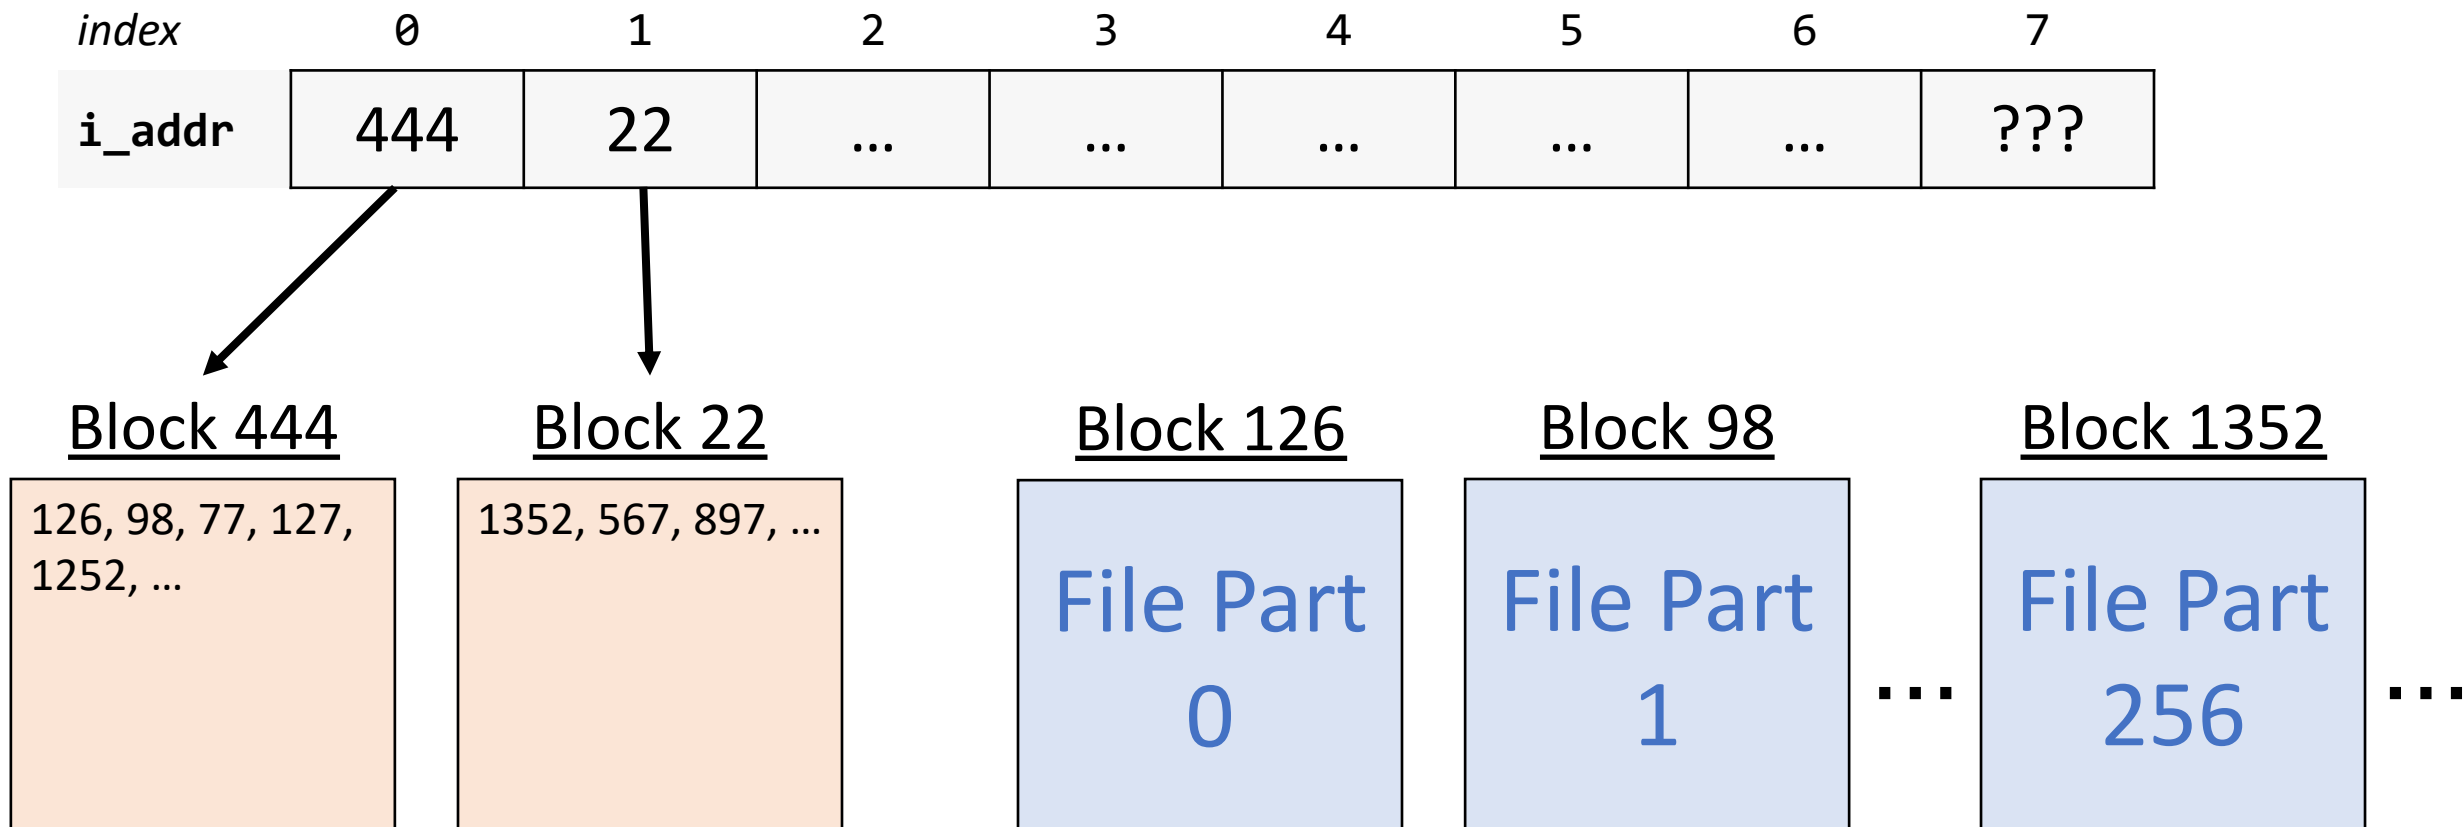 index 0 1 2 3 4 5 6 7
i_addr 444 22 … … … … … ???
Block 444 Block 22 Block 126 Block 98 Block 1352
126, 98, 77, 127,
1252, …
1352, 567, 897, …
File Part
0
File Part
1
…
File Part
256
…